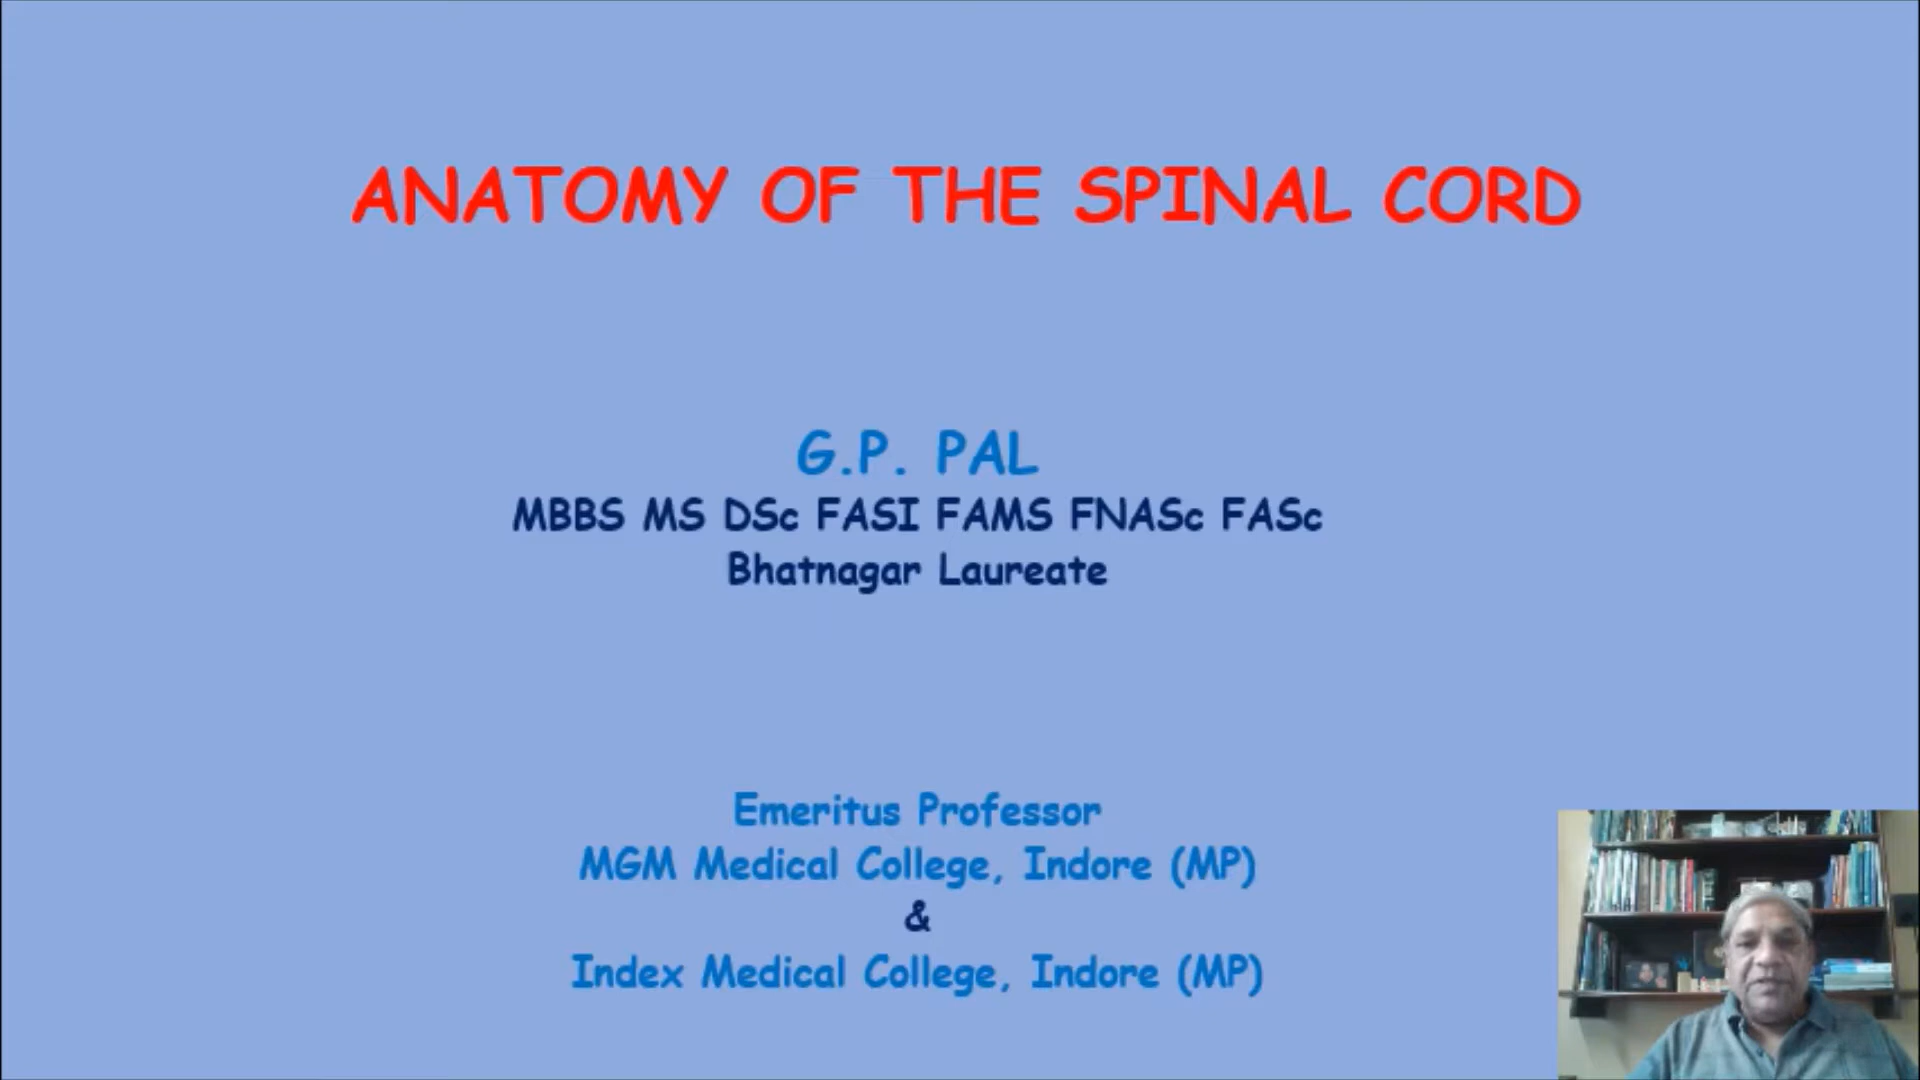 ANATOMY OF THE SPINAL CORD
G.P. PAL
MBBS MS DSc FASI FAMS FNASc FASc
Bhatnagar Laureate
Emeritus Professor
MGM Medical College, Indore (MP)
&
Index Medical College, Indore (MP)